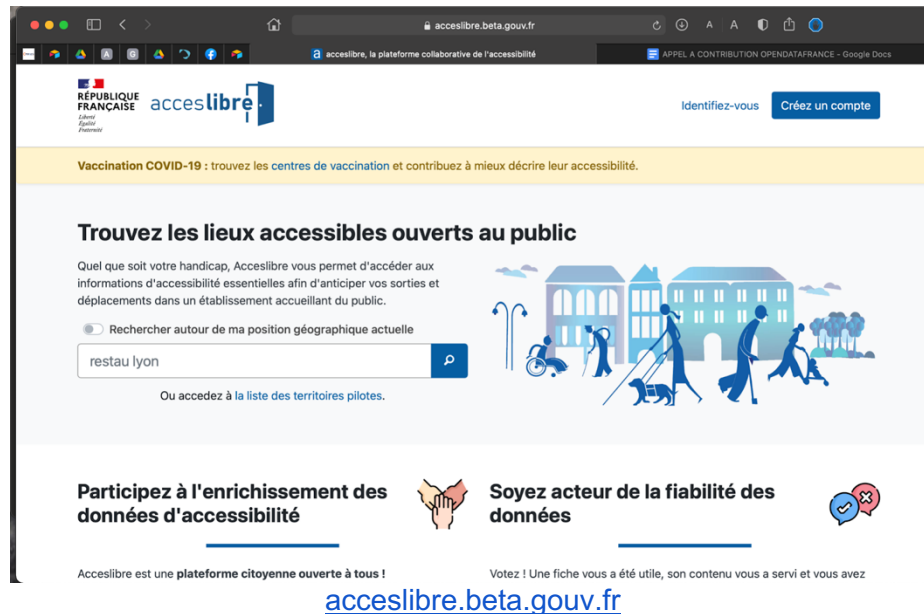 acceslibre.beta.gouv.fr
A A
acceslibre, la plateforme collaborative de l'accessibilité
APPEL A CONTRIBUTION OPENDATAFRANCE - Google Docs
RÉPUBLIQUE
FRANÇAISE
Liberté
Égalité
Fraternité
acceslibre
Identifiez-vous
Créez un compte
Vaccination COVID-19 : trouvez les centres de vaccination et contribuez à mieux décrire leur accessibilité.
Trouvez les lieux accessibles ouverts au public
Quel que soit votre handicap, Acceslibre vous permet d'accéder aux
informations d'accessibilité essentielles afin d'anticiper vos sorties et
déplacements dans un établissement accueillant du public.
Rechercher autour de ma position géographique actuelle
restau lyon
Ou accedez à la liste des territoires pilotes.
Participez à l'enrichissement des
données d'accessibilité
Acceslibre est une plateforme citoyenne ouverte à tous !
Soyez acteur de la fiabilité des
données
Votez ! Une fiche vous a été utile, son contenu vous a servi et vous avez
acceslibre.beta.gouv.fr